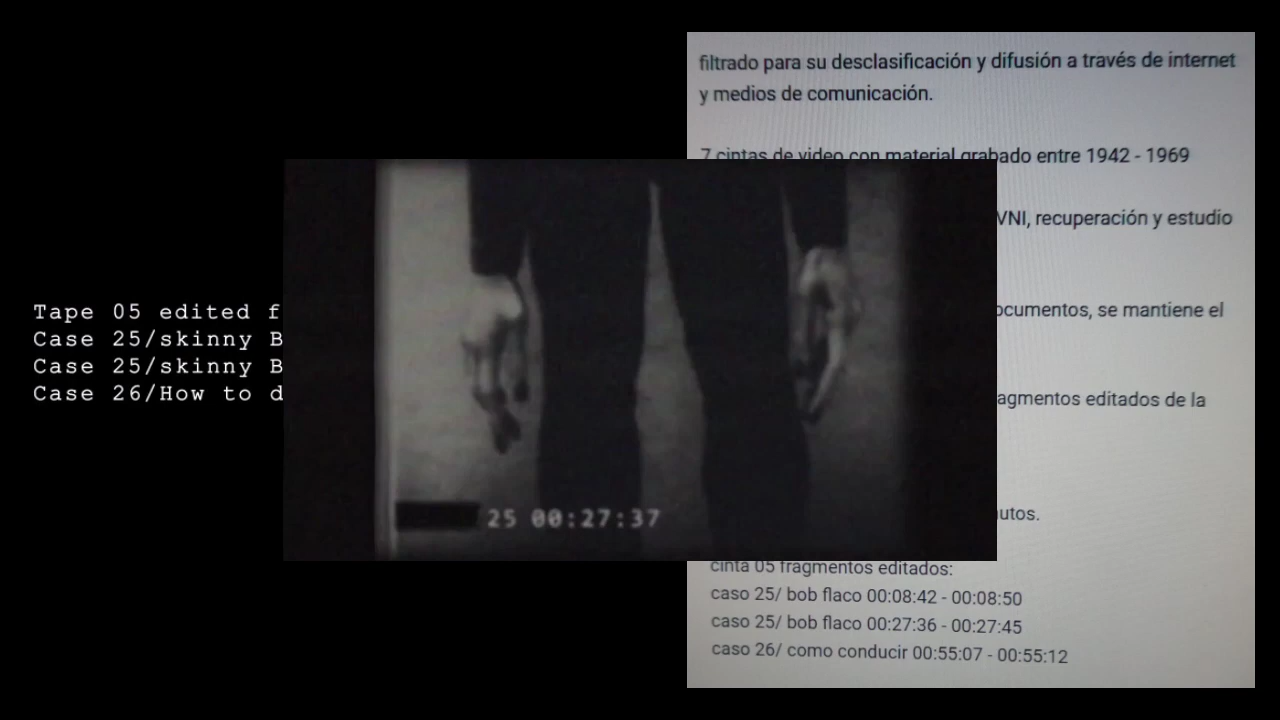 Tape 05 edited f
Case 25/skinny B
Case 25/skinny B
Case 26/How to d
25 00:27:37
filtrado para su desclasificación y difusión a través de internet
y medios de comunicación.
7 cintas de video con material grabado entre 1942 - 1969
VNI, recuperación y estudio
ocumentos, se mantiene el
agmentos editados de la
utos.
cinta 05 fragmentos editados:
caso 25/ bob flaco 00:08:42 - 00:08:50
caso 25/ bob flaco 00:27:36 - 00:27:45
caso 26/ como conducir 00:55:07 - 00:55:12